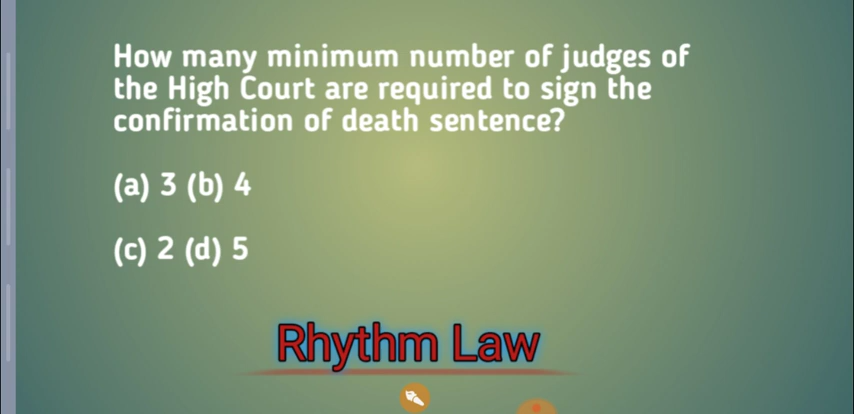 How many minimum number of judges of
the High Court are required to sign the
confirmation of death sentence?
(a) 3 (b) 4
(c) 2 (d) 5
Rhythm Law